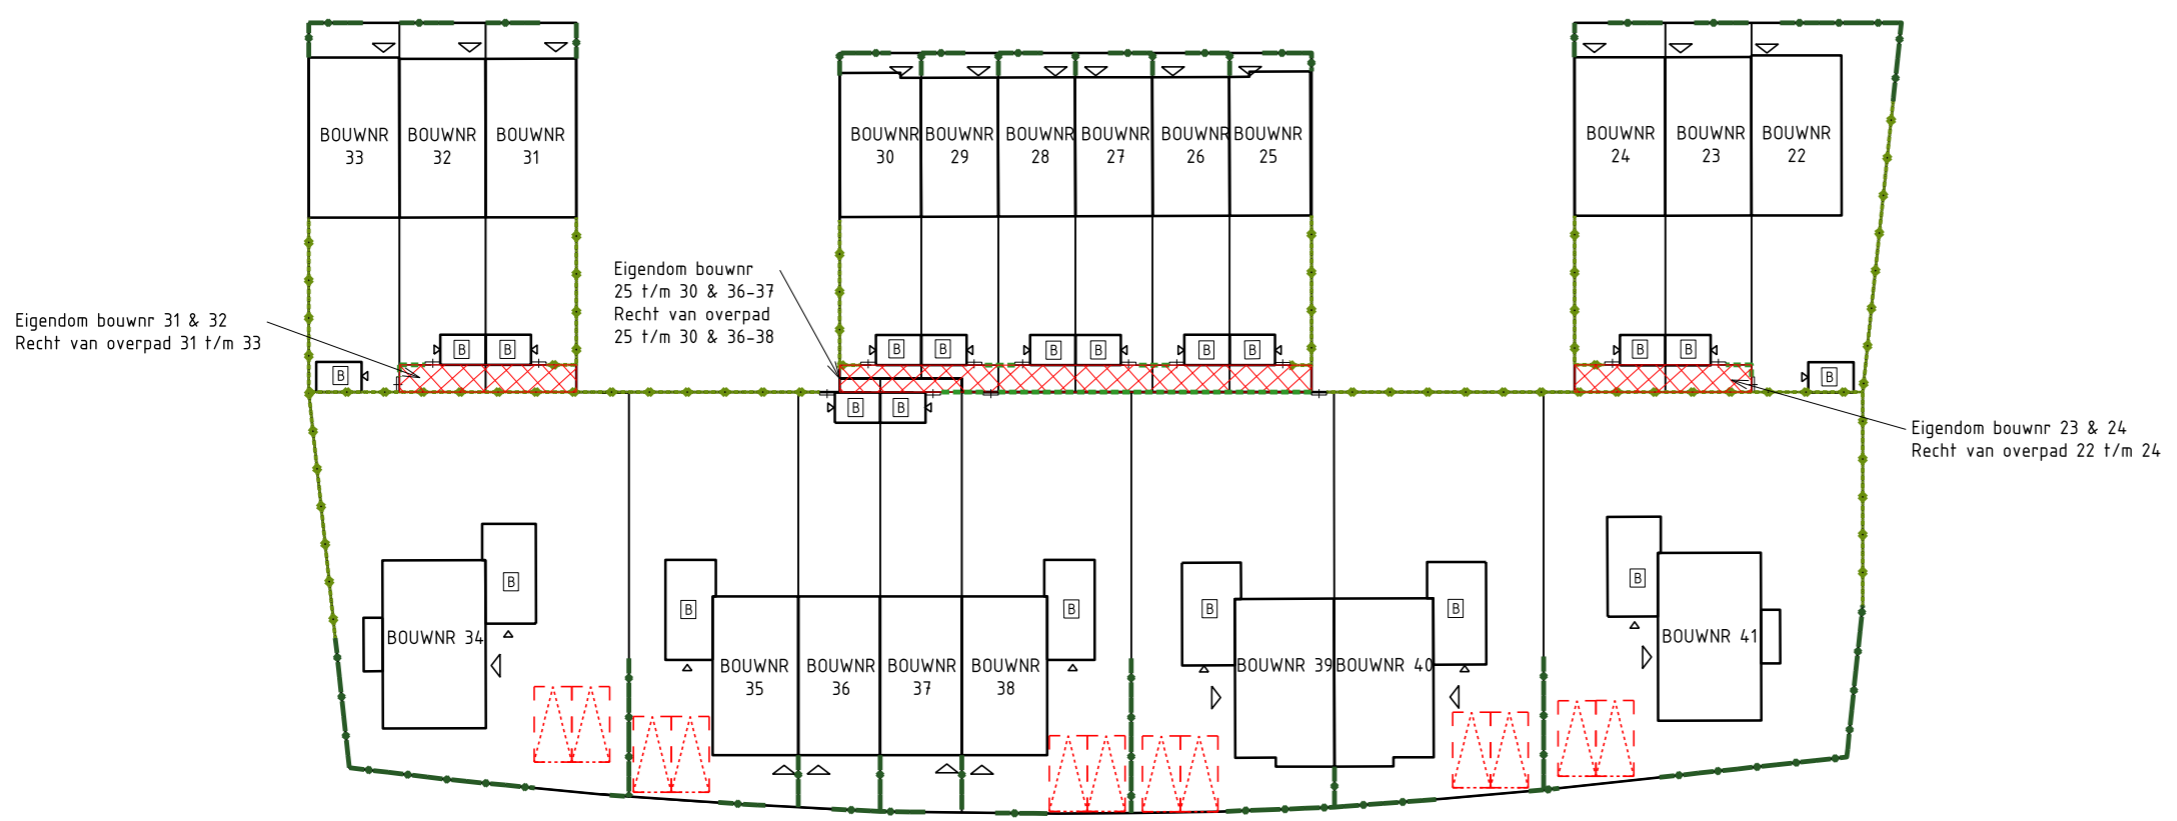 BOUWNR
33
BOUWNR
32
BOUWNR
31
BOUWNR
30
BOUWNR
29
BOUWNR
28
BOUWNR
27
BOUWNR
26
BOUWNR
25
BOUWNR
24
BOUWNR
23
BOUWNR
22
Eigendom bouwnr
25 t/m 30 & 36-37
Recht van overpad
25 t/m 30 & 36-38
Eigendom bouwnr 31 & 32
Recht van overpad 31 t/m 33
B
B
B
B
B
B
B
B
B
B
B
B
B
B
Eigendom bouwnr 23 & 24
Recht van overpad 22 t/m 24
B
B
B
B
B
B
BOUWNR 34
BOUWNR
35
BOUWNR
36
BOUWNR
37
BOUWNR
38
BOUWNR 39
BOUWNR 40
BOUWNR 41